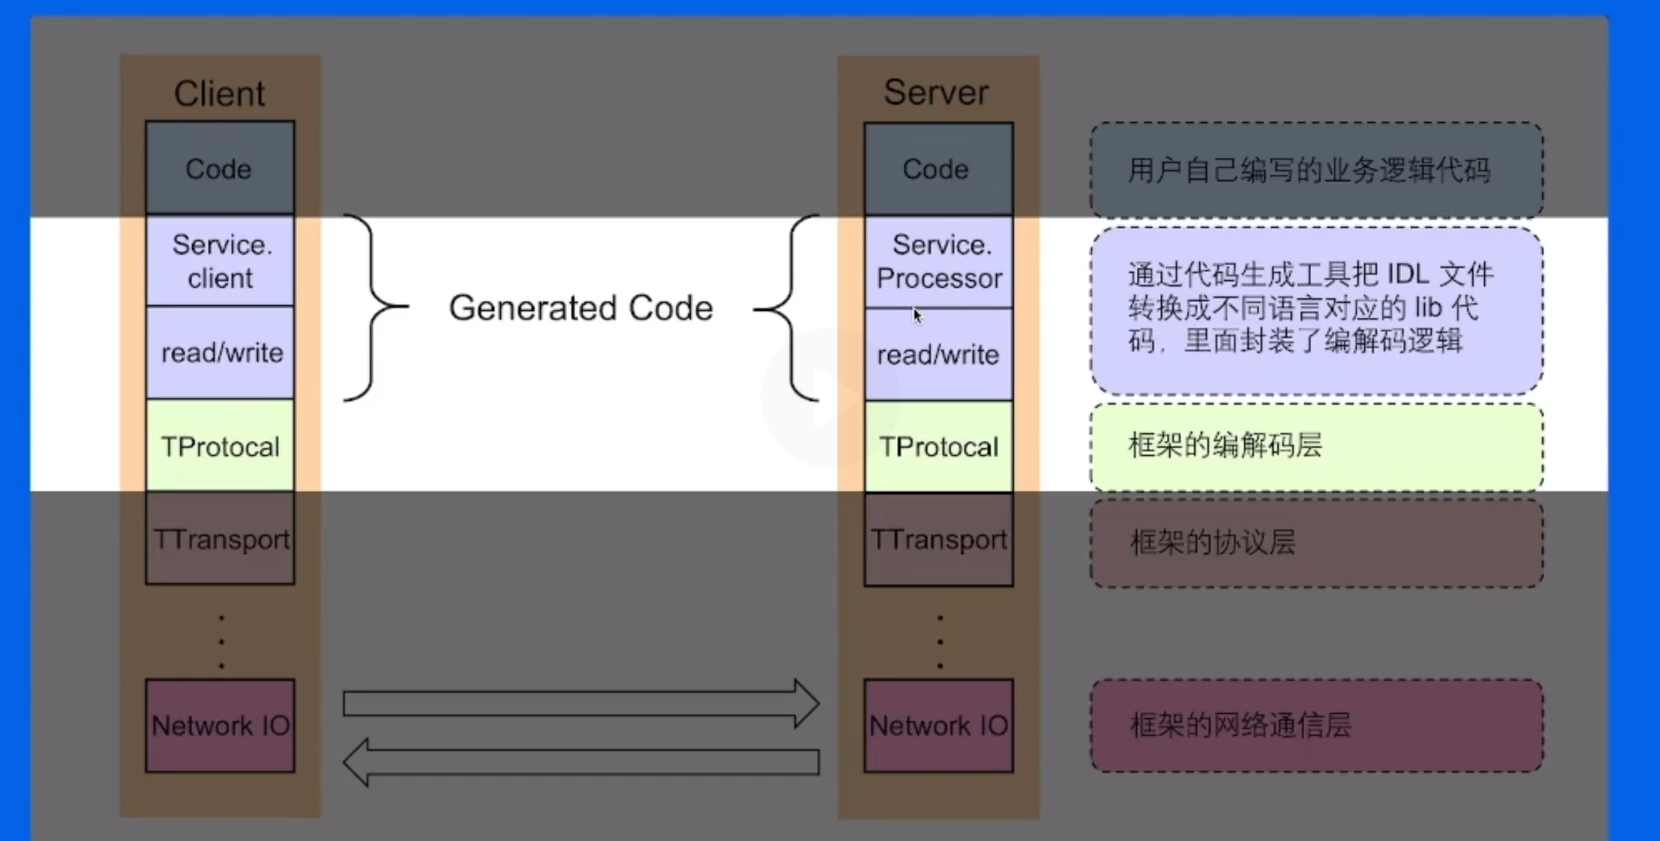 Client
Code
Service.
client
read/write
TProtocal
TTransport
Network IO
Generated Code
Server
Code
Service.
Processor
read/write
TProtocal
TTransport
Network IO
用户自己编写的业务逻辑代码
通过代码生成工具把 IDL 文件
转换成不同语言对应的 lib 代
码，里面封装了编解码逻辑
框架的编解码层
框架的协议层
框架的网络通信层